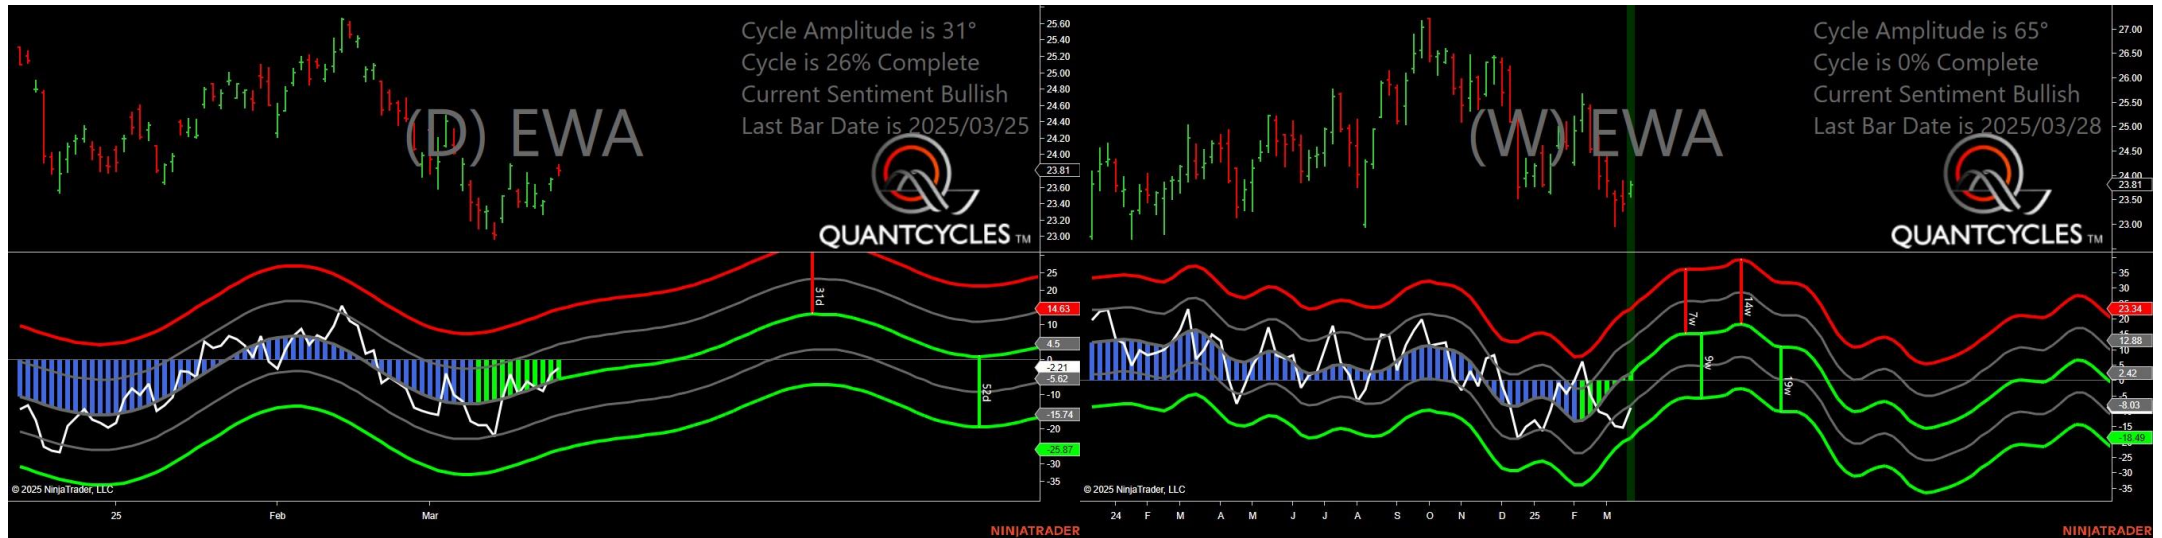 Cycle Amplitude is 31°
Cycle is 26% Complete
Current Sentiment Bullish
Last Bar Date is 2025/03/25
(D) EWA
QUANTCYCLES TM
25.60
25.40
25.20
25.00
24.80
24.60
24.40
24.20
24.00
23.81
23.60
23.40
23.20
23.00
31d
52d
25
20
14.63
10
4.5
0
-2.21
-5.62
-10
-15.74
-20
-25.87
-30
-35
© 2025 NinjaTrader, LLC
25 Feb Mar
NINJATRADER
Cycle Amplitude is 65°
Cycle is 0% Complete
Current Sentiment Bullish
Last Bar Date is 2025/03/28
(W) EWA
QUANTCYCLES TM
27.00
26.50
26.00
25.50
25.00
24.50
24.00
23.81
23.50
23.00
7w
14w
9w
19w
35
30
23.34
20
12.88
10
2.42
0
-5
-8.03
-15
-18.49
-25
-30
-35
© 2025 NinjaTrader, LLC
24 F M A M J J A S O N D 25 F M
NINJATRADER